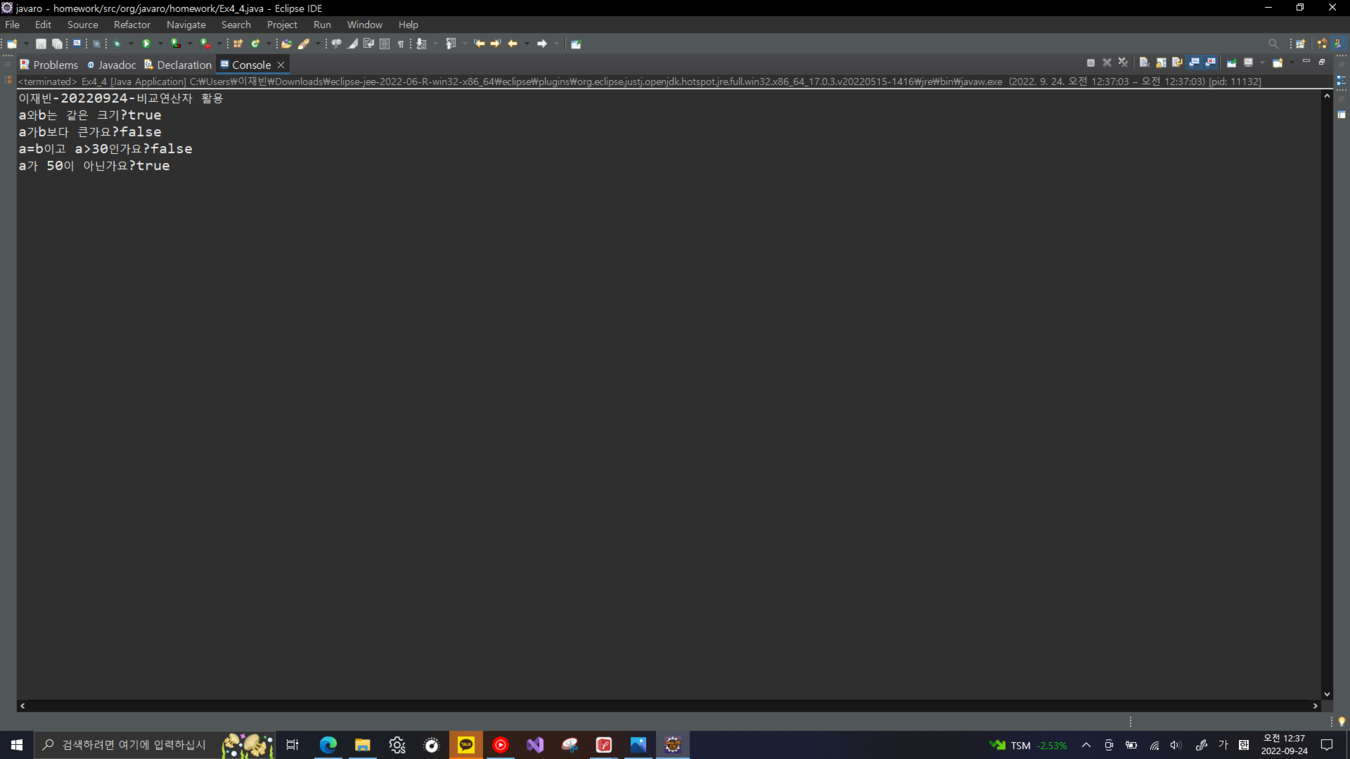 javaro - homework/src/org/javaro/homework/Ex4_4.java - Eclipse IDE
File Edit Source Refactor Navigate Search Project Run Window Help
Problems Javadoc Declaration Console
<terminated> Ex4_4 [Java Application] C:₩Users₩이재빈₩Downloads₩eclipse-jee-2022-06-R-win32-x86_64₩eclipse₩plugins₩org.eclipse.justj.openjdk.hotspot.jre.full.win32.x86_64_17.0.3.v20220515-1416₩jre₩bin₩javaw.exe (2022. 9. 24. 오전 12:37:03 – 오전 12:37:03) [pid: 11132]
이재빈-20220924-비교연산자 활용
a와b는 같은 크기?true
a가b보다 큰가요?false
a=b이고 a>30인가요?false
a가 50이 아닌가요?true
검색하려면 여기에 입력하십시
TALK
TSM -2.53%
가
한
오전 12:37
2022-09-24